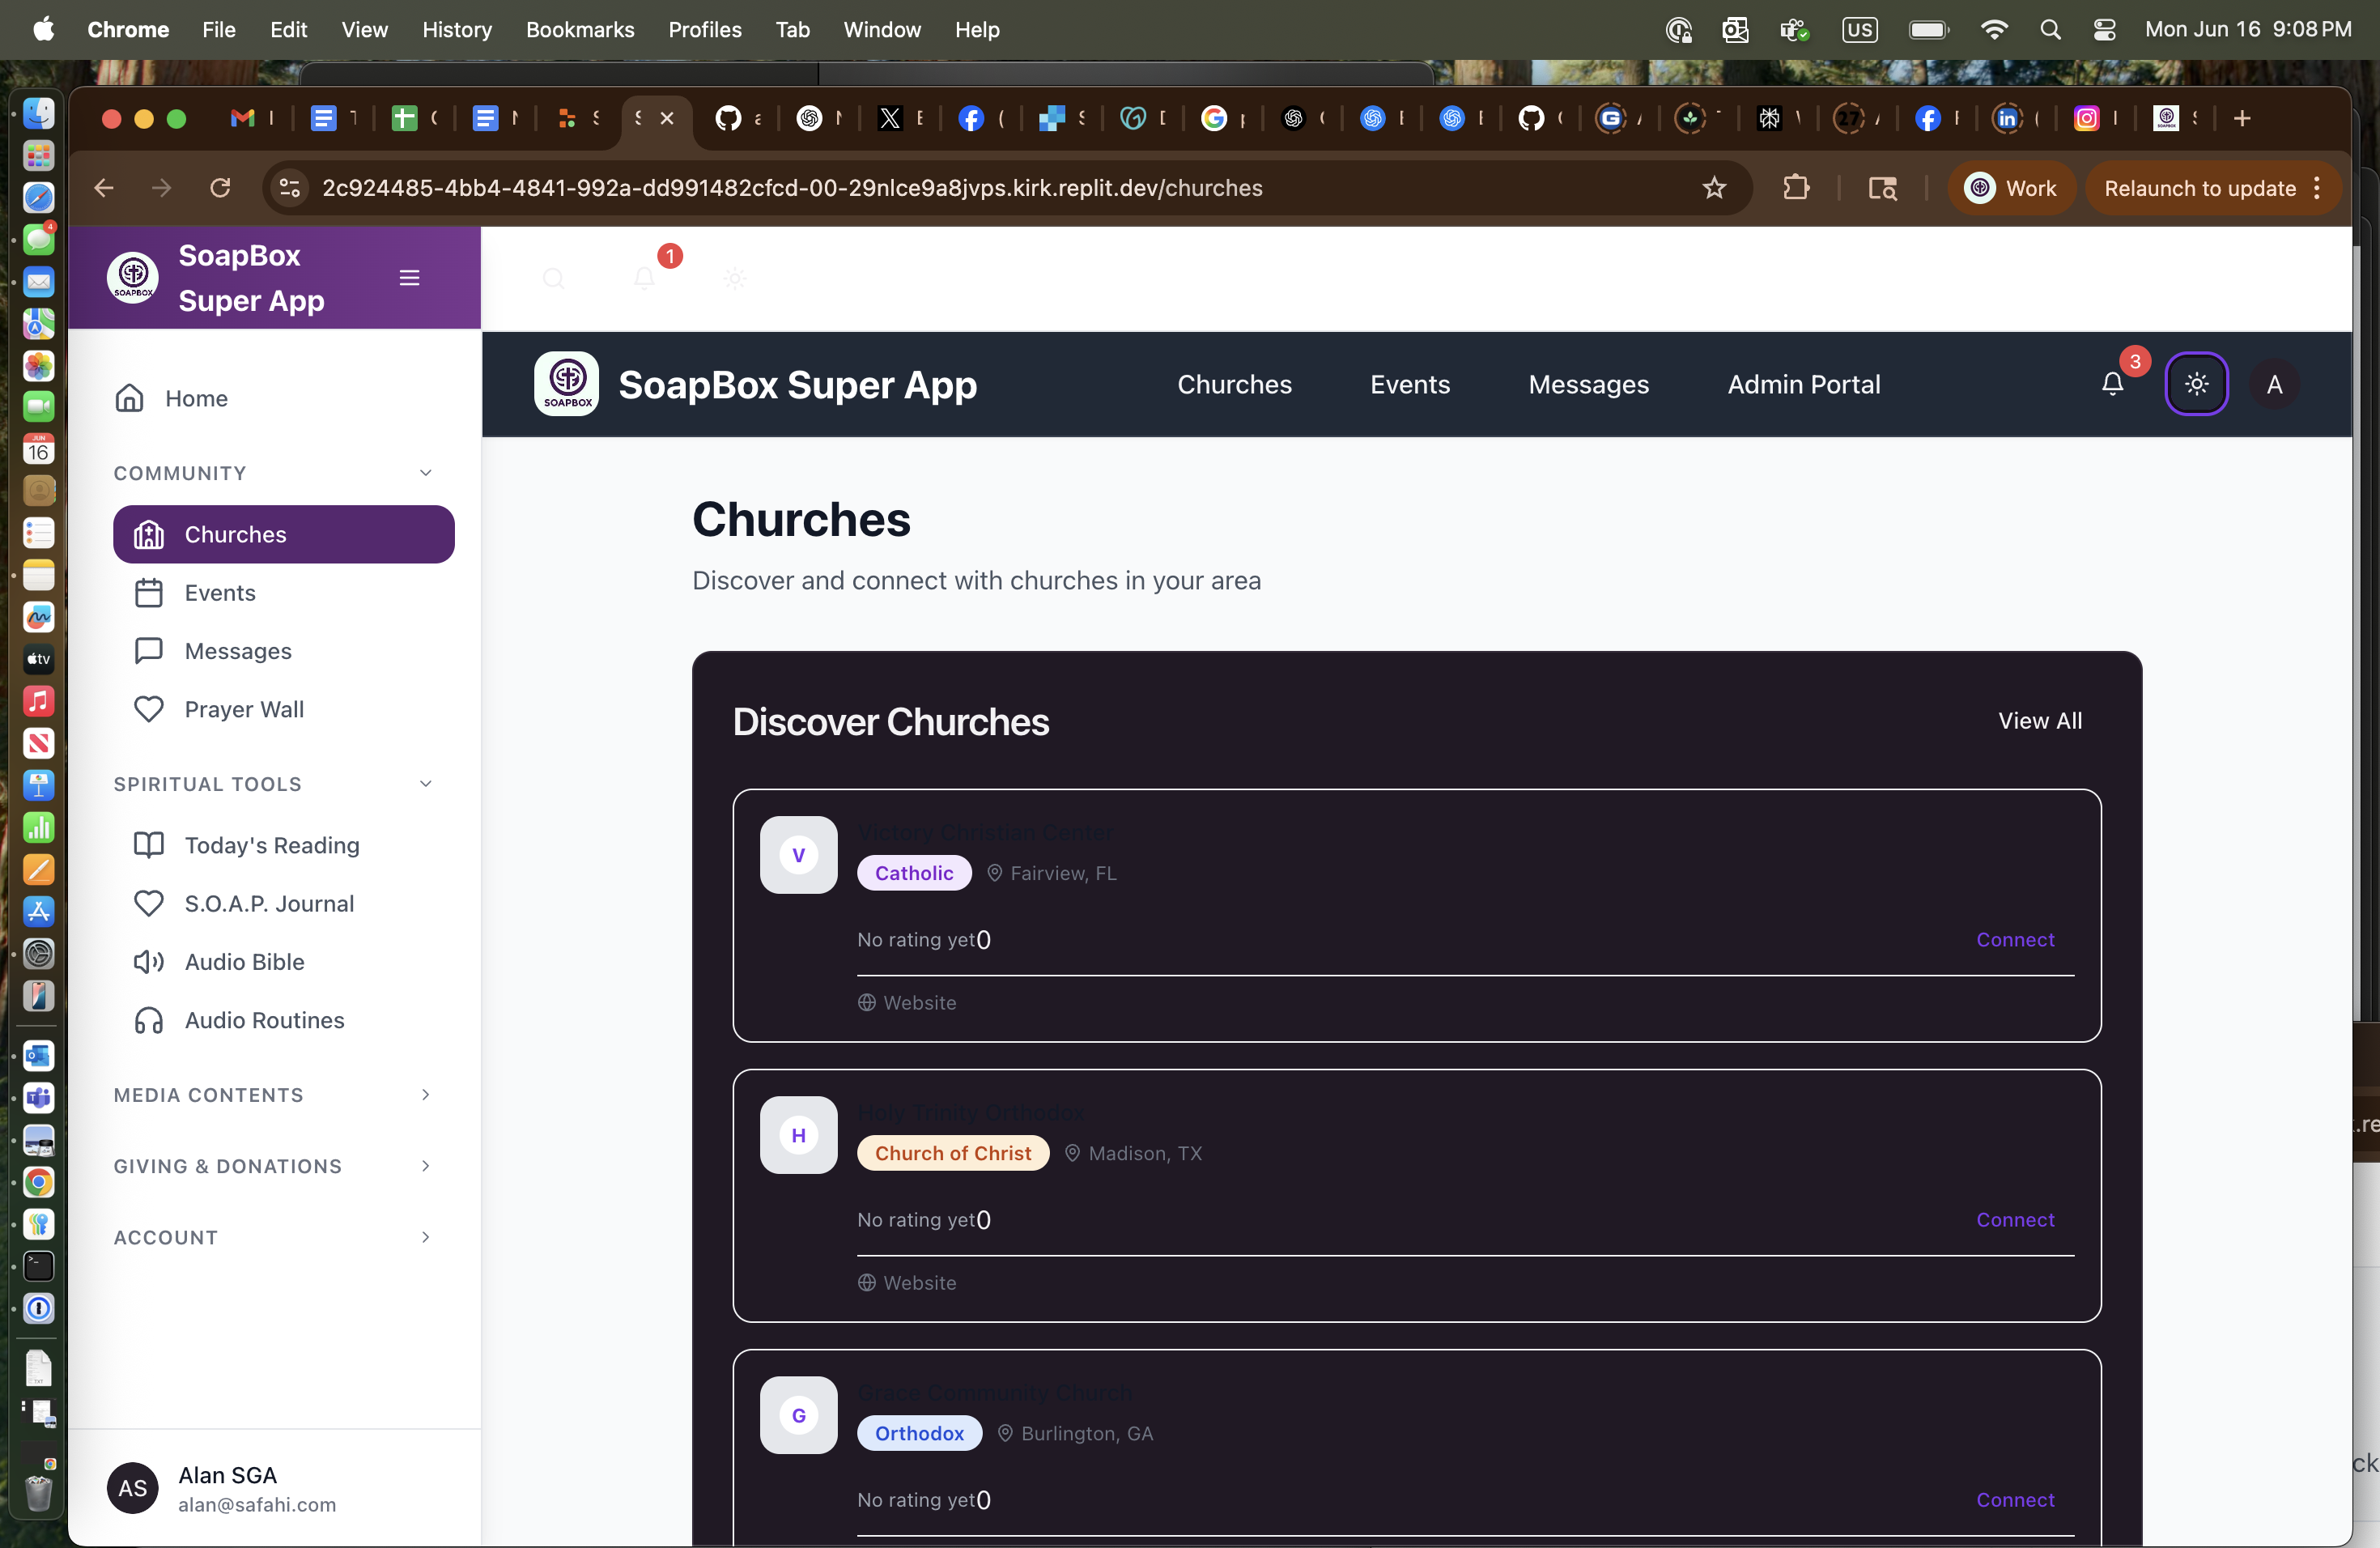 Chrome File Edit View History Bookmarks Profiles Tab Window Help US Mon Jun 16 9:08 PM
2c924485-4bb4-4841-992a-dd991482cfcd-00-29nlce9a8jvps.kirk.replit.dev/churches
Work
Relaunch to update
SoapBox
Super App
SOAPBOX
1
Home
COMMUNITY
Churches
Events
Messages
Prayer Wall
SPIRITUAL TOOLS
Today's Reading
S.O.A.P. Journal
Audio Bible
Audio Routines
MEDIA CONTENTS
GIVING & DONATIONS
ACCOUNT
AS
Alan SGA
alan@safahi.com
SOAPBOX
SoapBox Super App
Churches
Events
Messages
Admin Portal
3
A
Churches
Discover and connect with churches in your area
Discover Churches
View All
V
Victory Christian Center
Catholic
Fairview, FL
No rating yet0
Connect
Website
H
Holy Trinity Orthodox
Church of Christ
Madison, TX
No rating yet0
Connect
Website
G
Grace Community Church
Orthodox
Burlington, GA
No rating yet0
Connect
4
JUN
16
tv